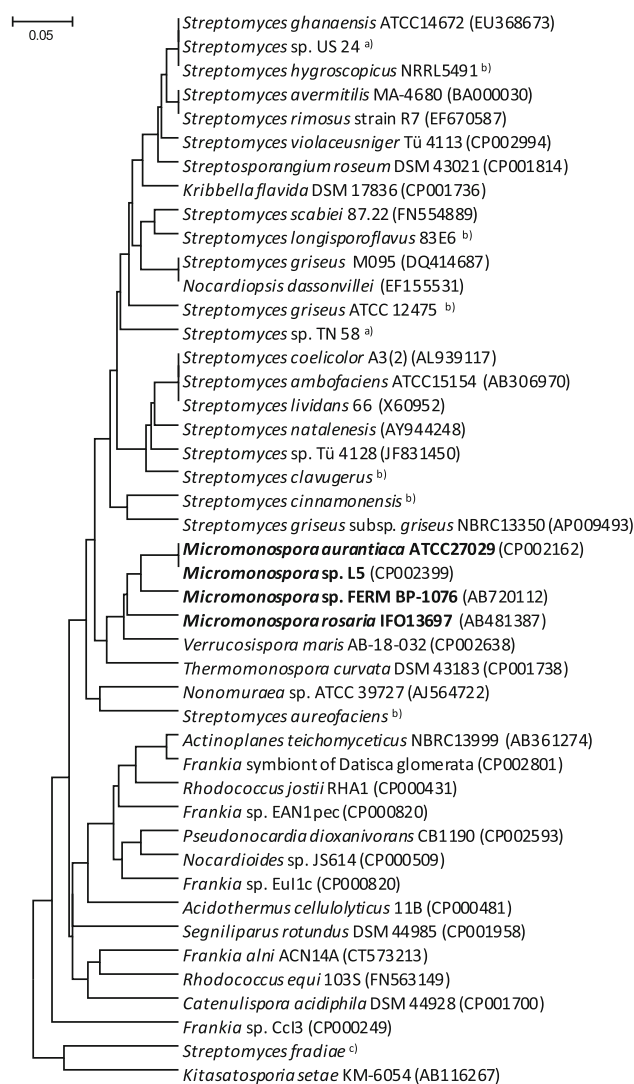 Streptomyces ghanaensis ATCC14672 (EU368673)
0.05
Streptomyces sp. US 24 a)
Streptomyces hygroscopicus NRRL5491 b)
Streptomyces avermitilis MA-4680 (BA000030)
Streptomyces rimosus strain R7 (EF670587)
Streptomyces violaceusniger Tü 4113 (CP002994)
Streptosporangium roseum DSM 43021 (CP001814)
Kribbella flavida DSM 17836 (CP001736)
Streptomyces scabiei 87.22 (FN554889)
Streptomyces longisporoflavus 83E6 b)
Streptomyces griseus M095 (DQ414687)
Nocardiopsis dassonvillei (EF155531)
Streptomyces griseus ATCC 12475 b)
Streptomyces sp. TN 58 a)
Streptomyces coelicolor A3(2) (AL939117)
Streptomyces ambofaciens ATCC15154 (AB306970)
Streptomyces lividans 66 (X60952)
Streptomyces natalenesis (AY944248)
Streptomyces sp. Tü 4128 (JF831450)
Streptomyces clavugerus b)
Streptomyces cinnamonensis b)
Streptomyces griseus subsp. griseus NBRC13350 (AP009493)
Micromonospora aurantiaca ATCC27029 (CP002162)
Micromonospora sp. L5 (CP002399)
Micromonospora sp. FERM BP-1076 (AB720112)
Micromonospora rosaria IFO13697 (AB481387)
Verrucosispora maris AB-18-032 (CP002638)
Thermomonospora curvata DSM 43183 (CP001738)
Nonomuraea sp. ATCC 39727 (AJ564722)
Streptomyces aureofaciens b)
Actinoplanes teichomyceticus NBRC13999 (AB361274)
Frankia symbiont of Datisca glomerata (CP002801)
Rhodococcus jostii RHA1 (CP000431)
Frankia sp. EAN1pec (CP000820)
Pseudonocardia dioxanivorans CB1190 (CP002593)
Nocardioides sp. JS614 (CP000509)
Frankia sp. EuI1c (CP000820)
Acidothermus cellulolyticus 11B (CP000481)
Segniliparus rotundus DSM 44985 (CP001958)
Frankia alni ACN14A (CT573213)
Rhodococcus equi 103S (FN563149)
Catenulispora acidiphila DSM 44928 (CP001700)
Frankia sp. CcI3 (CP000249)
Streptomyces fradiae c)
Kitasatosporia setae KM-6054 (AB116267)